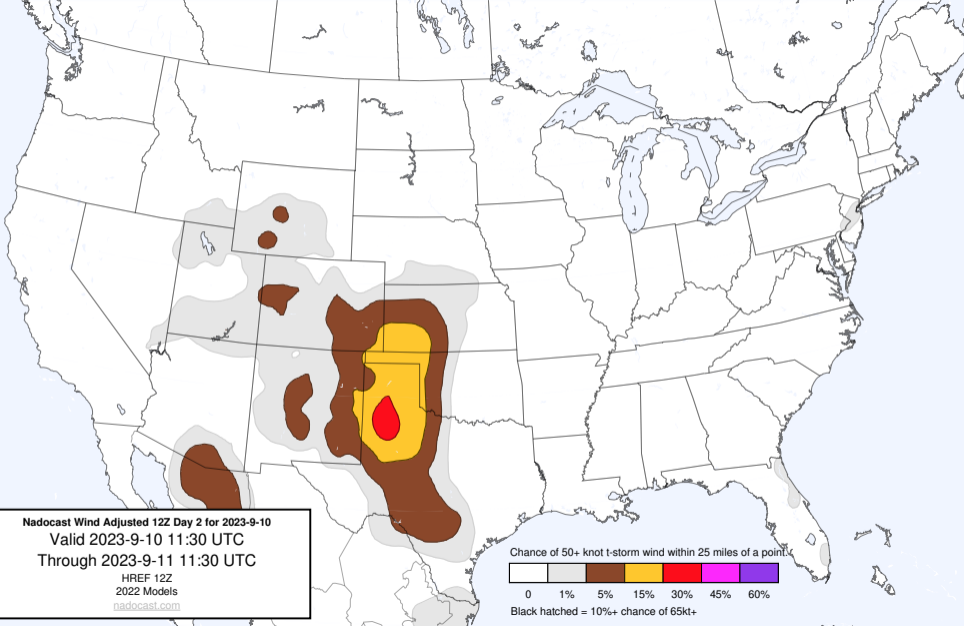 Nadocast Wind Adjusted 12Z Day 2 for 2023-9-10
Valid 2023-9-10 11:30 UTC
Through 2023-9-11 11:30 UTC
HREF 12Z
2022 Models
nadocast.com
Chance of 50+ knot t-storm wind within 25 miles of a point.
0 1% 5% 15% 30% 45% 60%
Black hatched = 10%+ chance of 65kt+